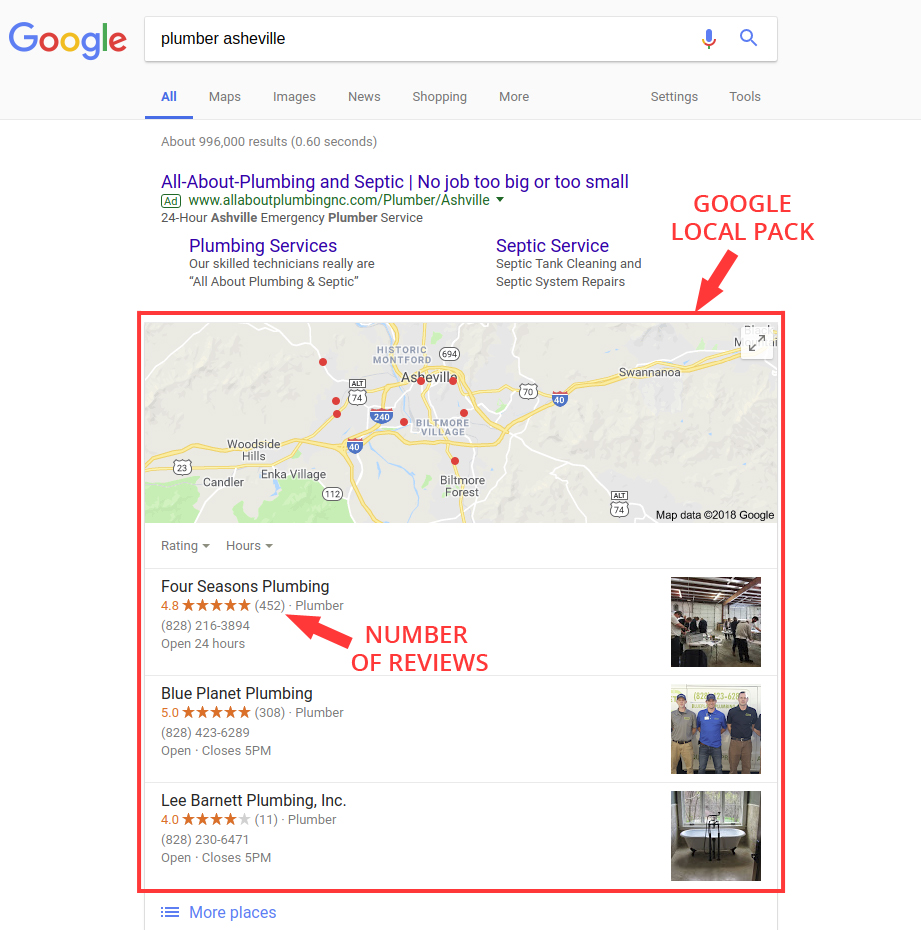 Google
plumber asheville
All Maps Images News Shopping More Settings Tools
About 996,000 results (0.60 seconds)
All-About-Plumbing and Septic | No job too big or too small
Ad www.allaboutplumbingnc.com/Plumber/Ashville
24-Hour Ashville Emergency Plumber Service
Plumbing Services
Our skilled technicians really are
“All About Plumbing & Septic”
Septic Service
Septic Tank Cleaning and
Septic System Repairs
GOOGLE
LOCAL PACK
HISTORIC
MONTFORD
694
Asheville
Swannanoa
ALT
74
70
40
240
BILTMORE
VILLAGE
40
Woodside
Hills
23
Candler
Enka Village
112
Biltmore
Forest
ALT
74
Map data ©2018 Google
Rating Hours
Four Seasons Plumbing
4.8 (452) · Plumber
(828) 216-3894
Open 24 hours
NUMBER
OF REVIEWS
Blue Planet Plumbing
5.0 (308) · Plumber
(828) 423-6289
Open · Closes 5PM
Lee Barnett Plumbing, Inc.
4.0 (11) · Plumber
(828) 230-6471
Open · Closes 5PM
More places